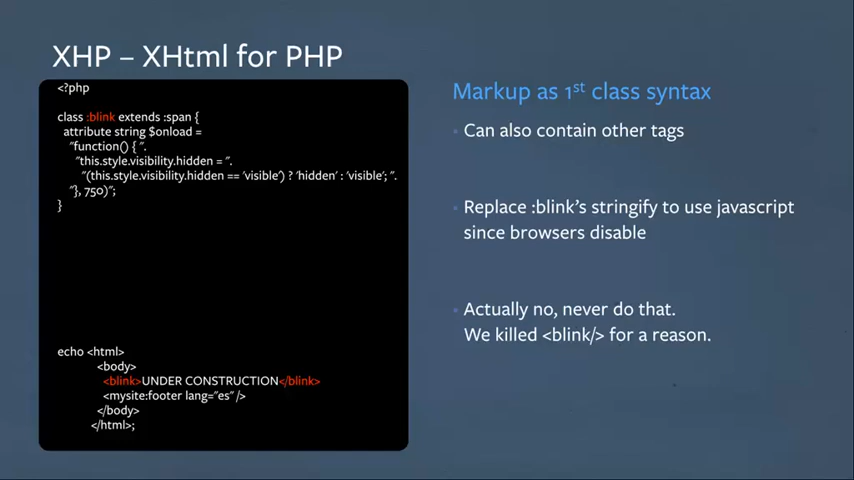 XHP – XHtml for PHP
<?php
class :blink extends :span {
attribute string $onload =
"function() { ".
"this.style.visibility.hidden = ".
"(this.style.visibility.hidden == 'visible') ? 'hidden' : 'visible'; ".
"}, 750)";
}
echo <html>
<body>
<blink>UNDER CONSTRUCTION</blink>
<mysite:footer lang="es" />
</body>
</html>;
Markup as 1st class syntax
Can also contain other tags
Replace :blink's stringify to use javascript
since browsers disable
Actually no, never do that.
We killed <blink/> for a reason.